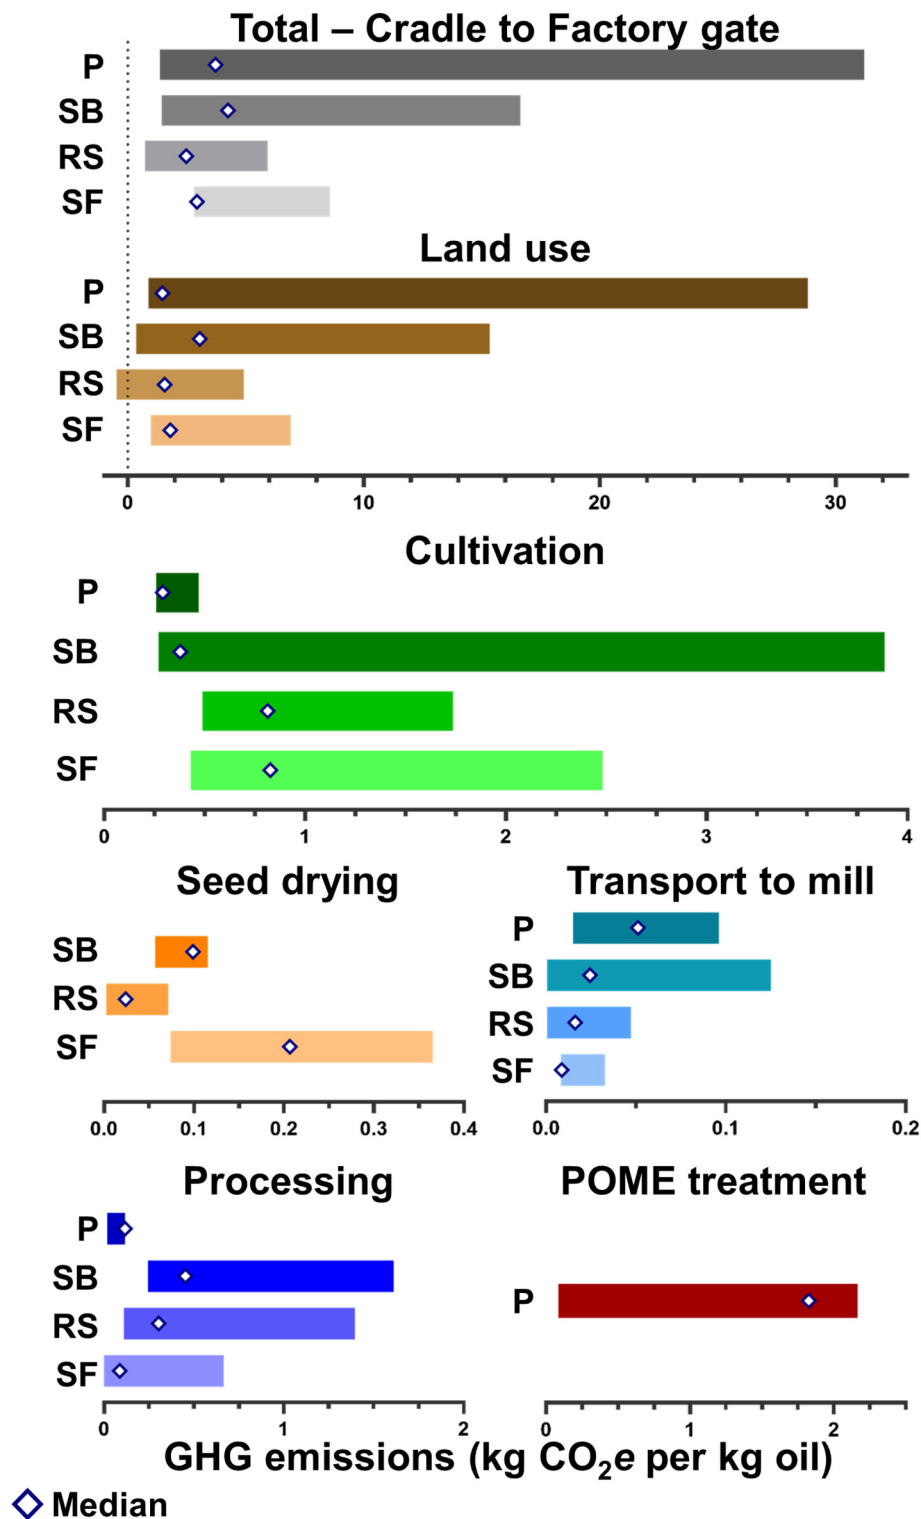 Total – Cradle to Factory gate
P
SB
RS
SF
Land use
P
SB
RS
SF
0 10 20 30
Cultivation
P
SB
RS
SF
0 1 2 3 4
Seed drying
SB
RS
SF
0.0 0.1 0.2 0.3 0.4
Transport to mill
P
SB
RS
SF
0.0 0.1 0.2
Processing
P
SB
RS
SF
0 1 2
POME treatment
P
0 1 2
GHG emissions (kg CO₂e per kg oil)
Median